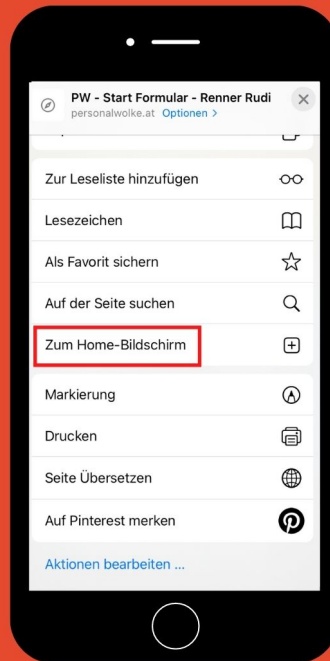 PW - Start Formular - Renner Rudi
personalwolke.at Optionen >
Zur Leseliste hinzufügen
Lesezeichen
Als Favorit sichern
Auf der Seite suchen
Zum Home-Bildschirm
Markierung
Drucken
Seite Übersetzen
Auf Pinterest merken
Aktionen bearbeiten ...